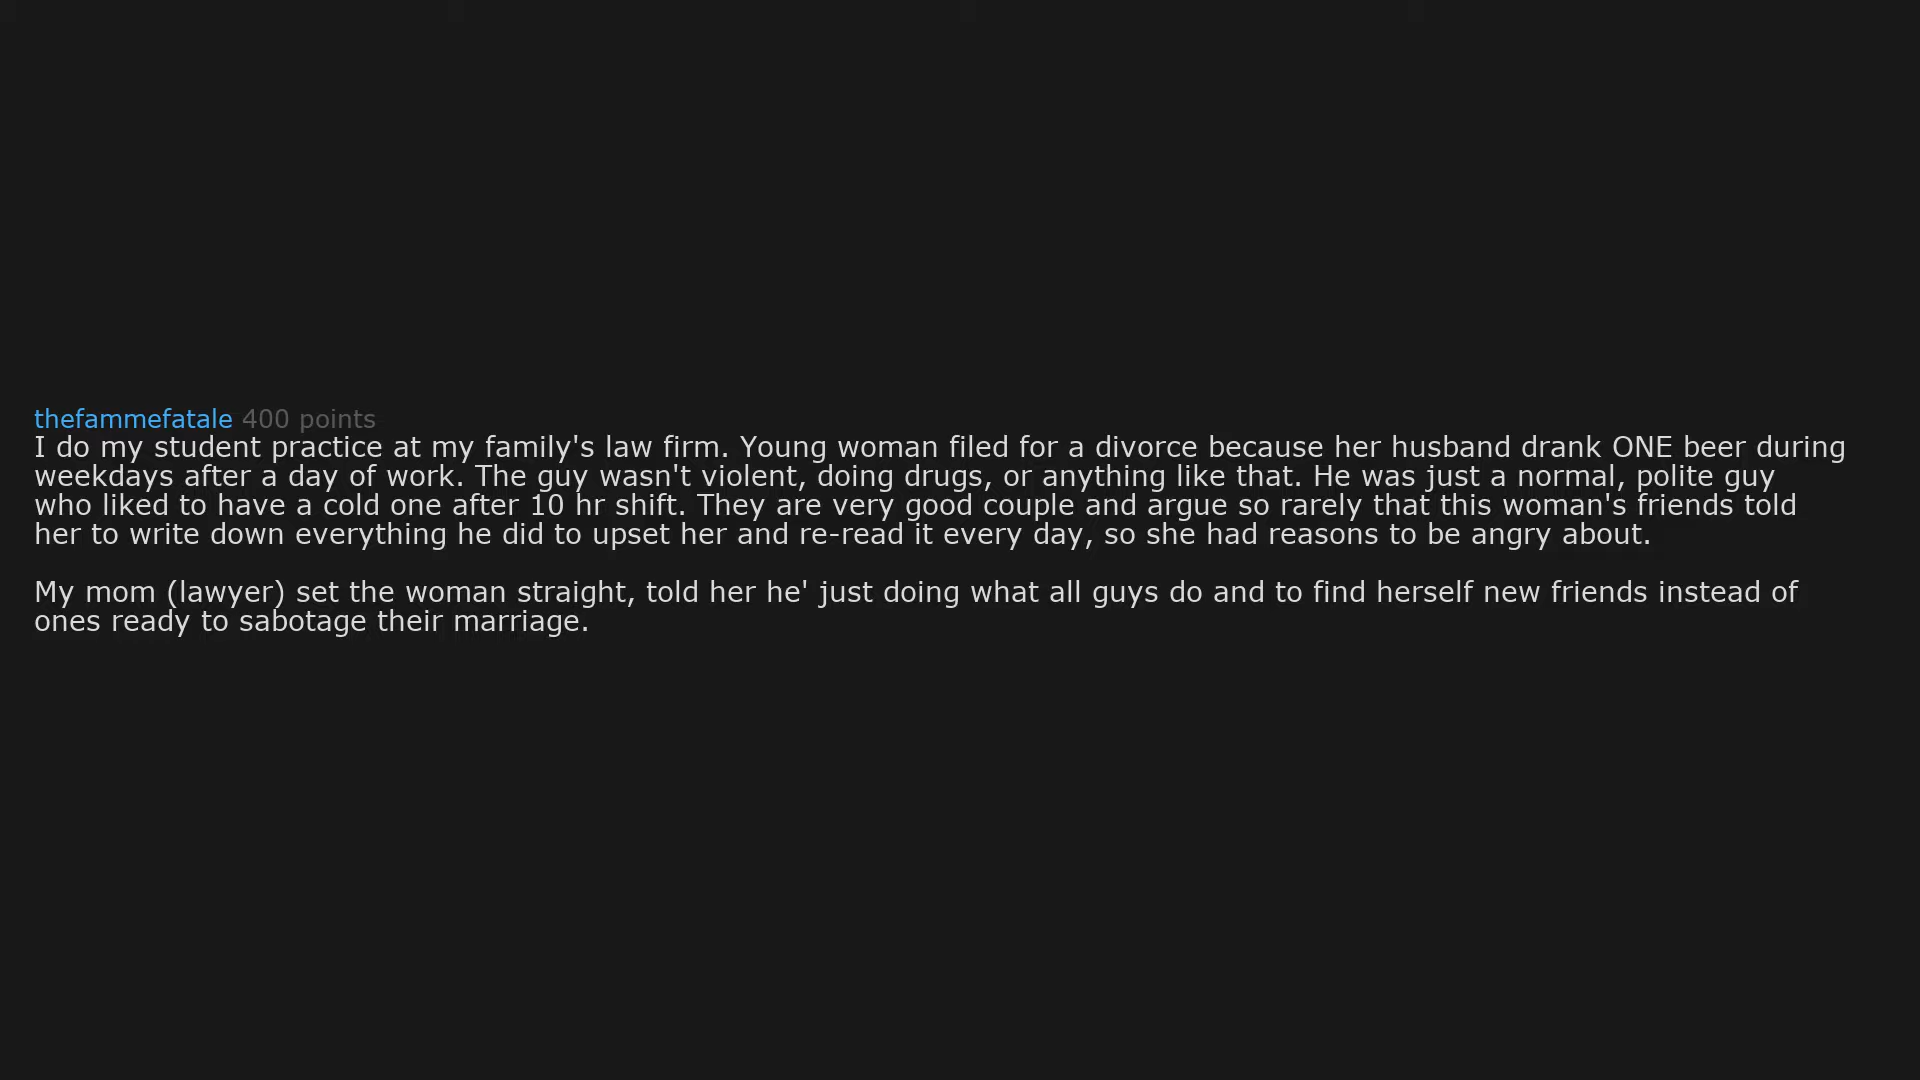 thefammefatale 400 points
I do my student practice at my family's law firm. Young woman filed for a divorce because her husband drank ONE beer during
weekdays after a day of work. The guy wasn't violent, doing drugs, or anything like that. He was just a normal, polite guy
who liked to have a cold one after 10 hr shift. They are very good couple and argue so rarely that this woman's friends told
her to write down everything he did to upset her and re-read it every day, so she had reasons to be angry about.
My mom (lawyer) set the woman straight, told her he' just doing what all guys do and to find herself new friends instead of
ones ready to sabotage their marriage.